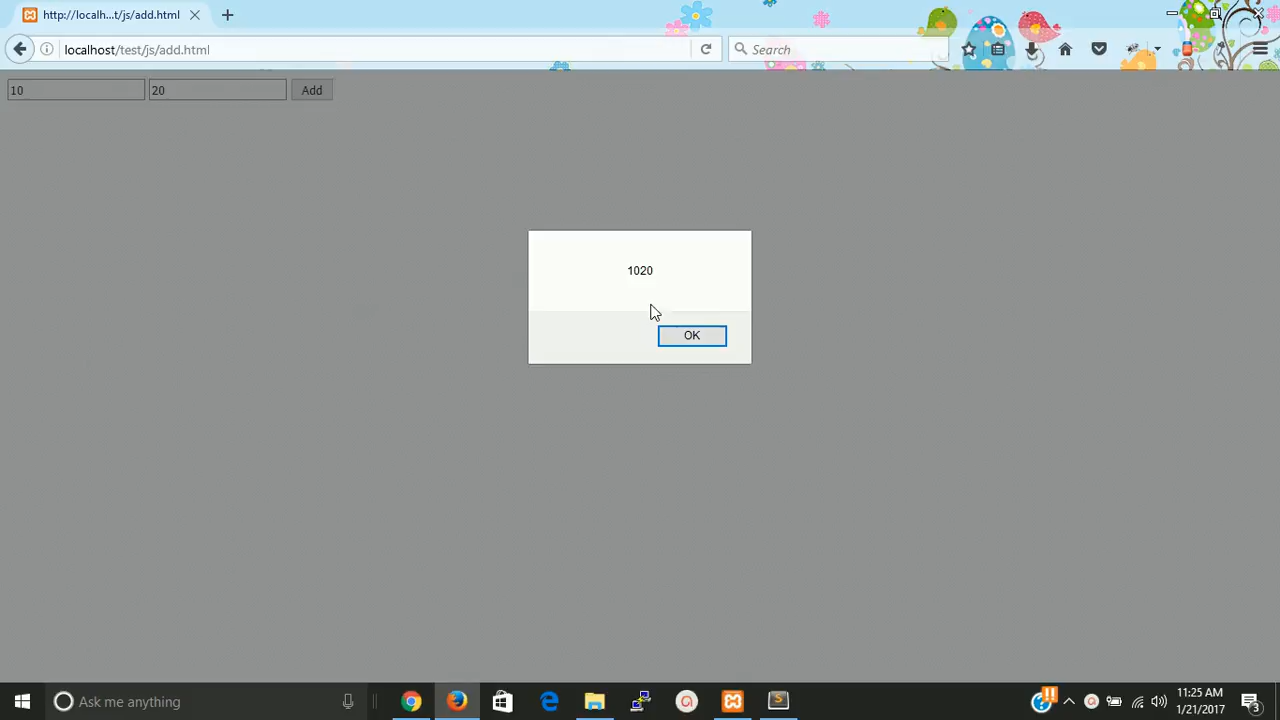 http://localh...t/js/add.html
localhost/test/js/add.html
Search
10
20
Add
1020
OK
Ask me anything
11:25 AM
1/21/2017
3